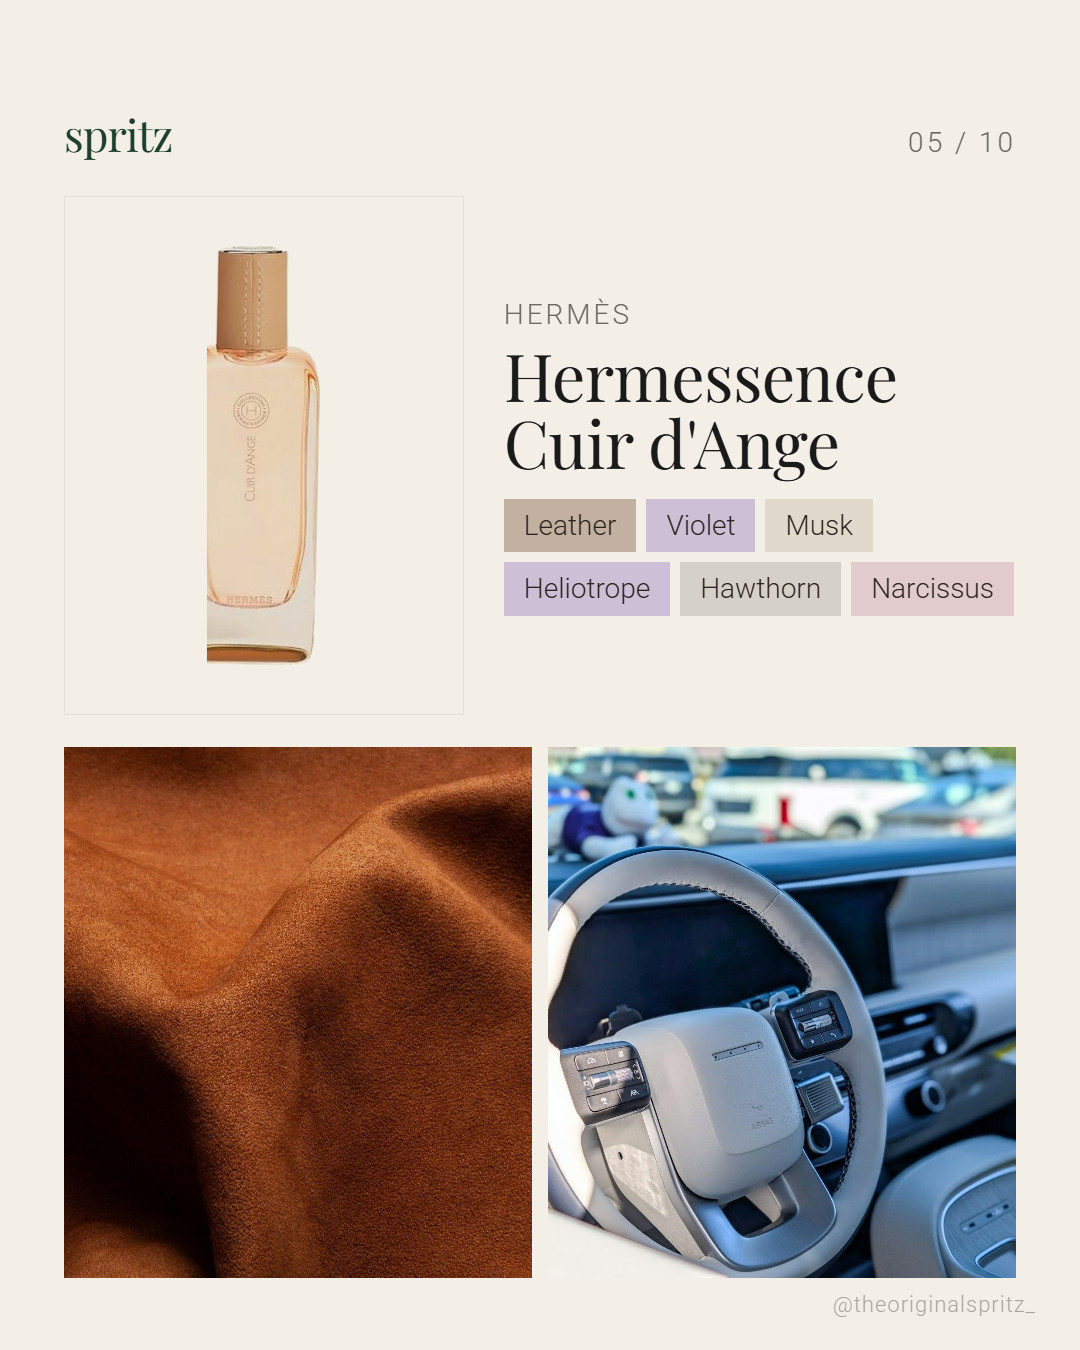 spritz
05 / 10
HERMÈS
Hermessence
Cuir d'Ange
Leather
Violet
Musk
Heliotrope
Hawthorn
Narcissus
H
CUIR D'ANGE
HERMÈS
@theoriginalspritz_